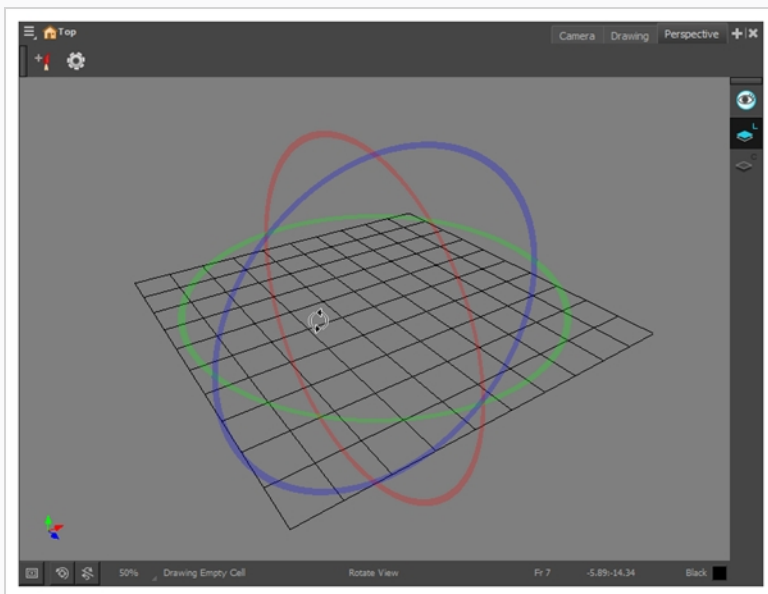 Top
Camera Drawing Perspective
L
50% Drawing Empty Cell Rotate View Fr 7 -5.89:-14.34 Black